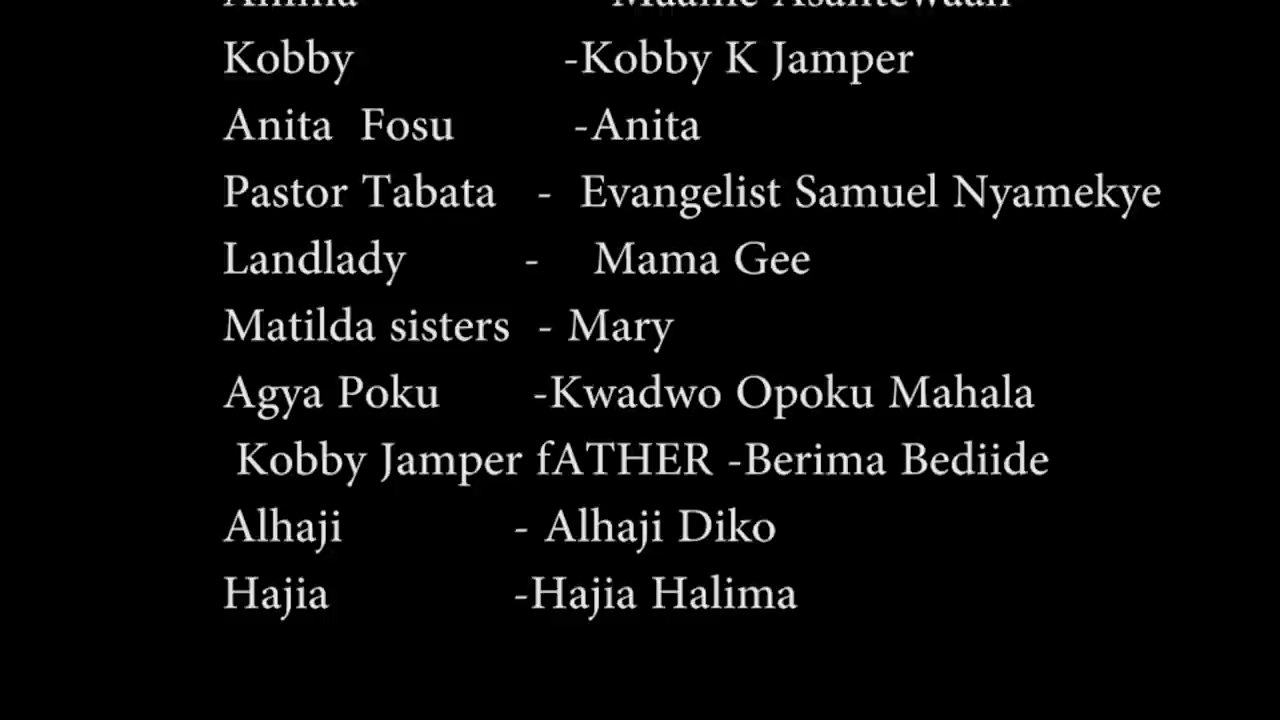 Kobby -Kobby K Jamper
Anita Fosu -Anita
Pastor Tabata - Evangelist Samuel Nyamekye
Landlady - Mama Gee
Matilda sisters - Mary
Agya Poku -Kwadwo Opoku Mahala
Kobby Jamper fATHER -Berima Bediide
Alhaji - Alhaji Diko
Hajia -Hajia Halima